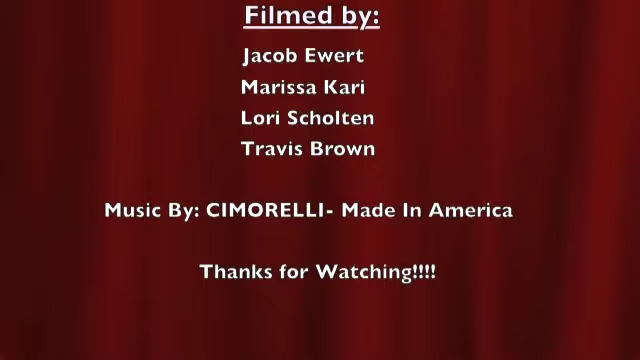 Filmed by:
Jacob Ewert
Marissa Kari
Lori Scholten
Travis Brown
Music By: CIMORELLI- Made In America
Thanks for Watching!!!!